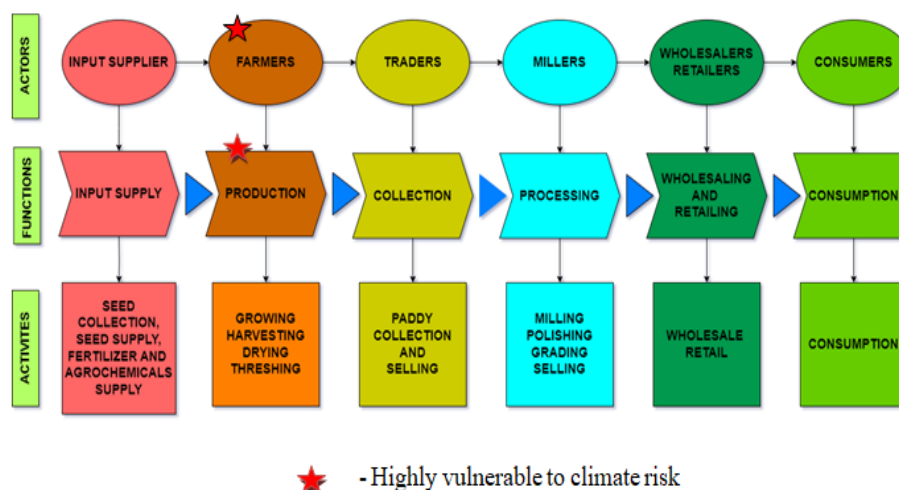 ACTORS
INPUT SUPPLIER
FARMERS
TRADERS
MILLERS
WHOLESALERS
RETAILERS
CONSUMERS
FUNCTIONS
INPUT SUPPLY
PRODUCTION
COLLECTION
PROCESSING
WHOLESALING
AND
RETAILING
CONSUMPTION
ACTIVITES
SEED
COLLECTION,
SEED SUPPLY,
FERTILIZER AND
AGROCHEMICALS
SUPPLY
GROWING
HARVESTING
DRYING
THRESHING
PADDY
COLLECTION
AND
SELLING
MILLING
POLISHING
GRADING
SELLING
WHOLESALE
RETAIL
CONSUMPTION
- Highly vulnerable to climate risk